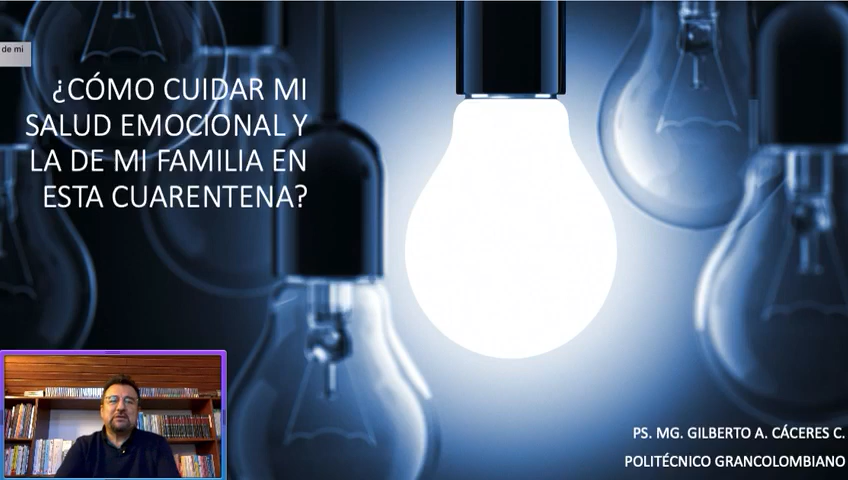 de mi
¿CÓMO CUIDAR MI
SALUD EMOCIONAL Y
LA DE MI FAMILIA EN
ESTA CUARENTENA?
PS. MG. GILBERTO A. CÁCERES C.
POLITÉCNICO GRANCOLOMBIANO